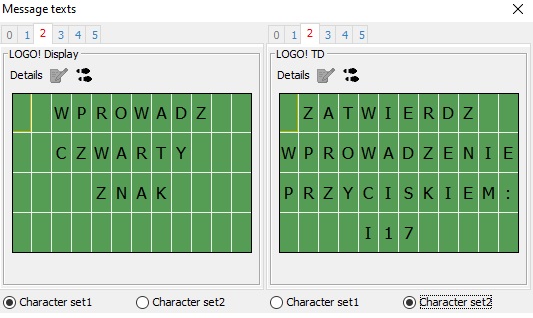 Message texts
0 1 2 3 4 5
LOGO! Display
Details
WPROWADZ
CZWARTY
ZNAK
Character set1 Character set2
0 1 2 3 4 5
LOGO! TD
Details
ZATWIERDZ
WPROWADZENIE
PRZYCISKIEM:
I17
Character set1 Character set2